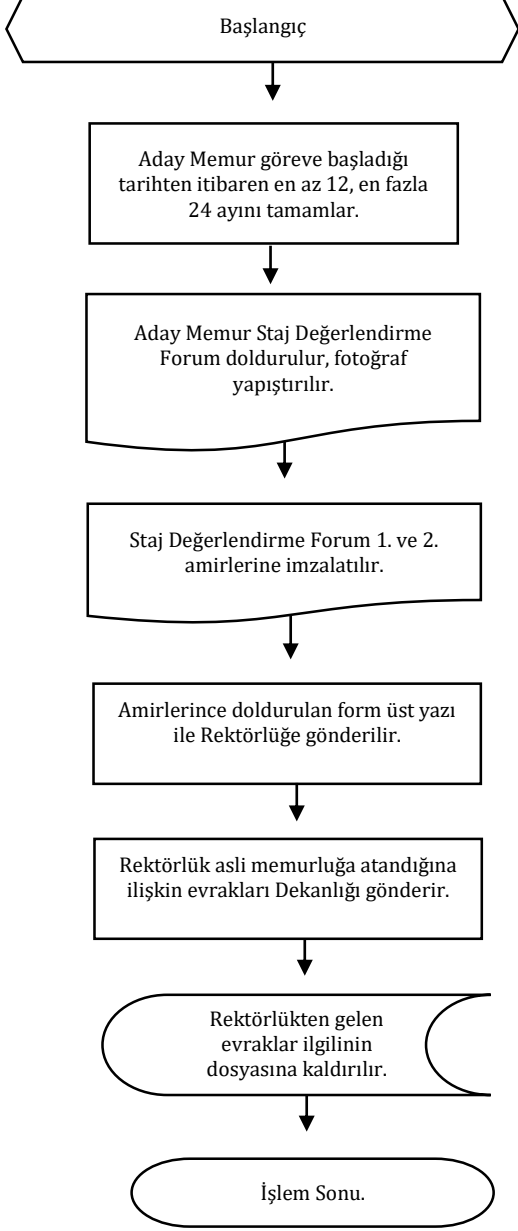 Başlangıç
Aday Memur göreve başladığı
tarihten itibaren en az 12, en fazla
24 ayını tamamlar.
Aday Memur Staj Değerlendirme
Forum doldurulur, fotoğraf
yapıştırılır.
Staj Değerlendirme Forum 1. ve 2.
amirlerine imzalatılır.
Amirlerince doldurulan form üst yazı
ile Rektörlüğe gönderilir.
Rektörlük asli memurluğa atandığına
ilişkin evrakları Dekanlığı gönderir.
Rektörlükten gelen
evraklar ilgilinin
dosyasına kaldırılır.
İşlem Sonu.